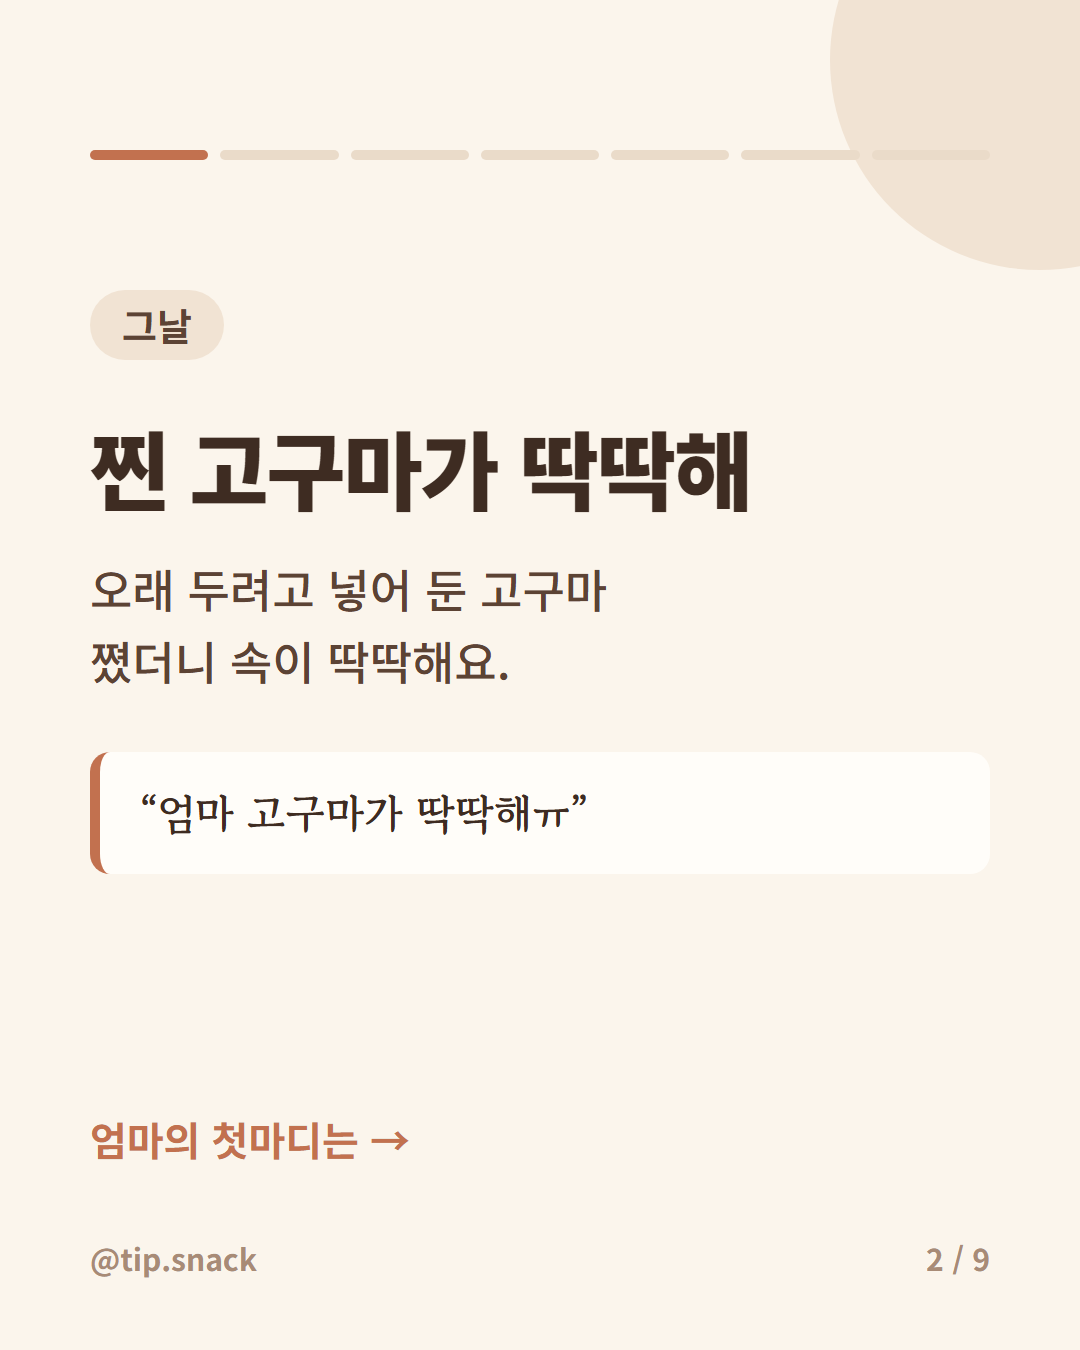 그날
찐 고구마가 딱딱해
오래 두려고 넣어 둔 고구마
쪘더니 속이 딱딱해요.
“엄마 고구마가 딱딱해ㅠ”
엄마의 첫마디는 →
@tip.snack
2 / 9